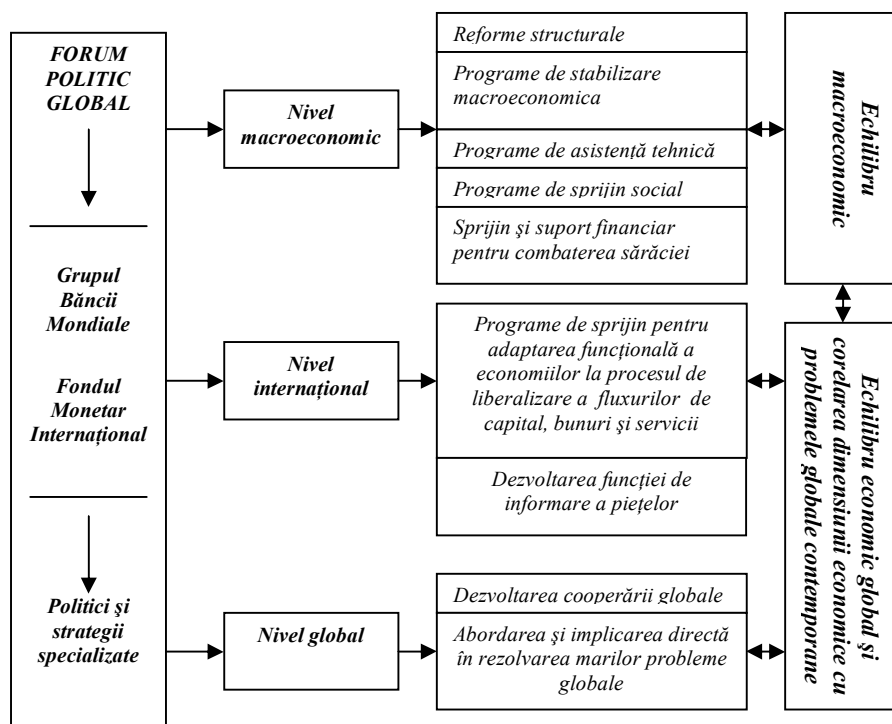 FORUM
POLITIC
GLOBAL
Grupul
Băncii
Mondiale
Fondul
Monetar
Internațional
Politici şi
strategii
specializate
Nivel
macroeconomic
Reforme structurale
Programe de stabilizare
macroeconomica
Programe de asistență tehnică
Programe de sprijin social
Sprijin şi suport financiar
pentru combaterea sărăciei
Echilibru
macroeconomic
Nivel
internațional
Programe de sprijin pentru
adaptarea funcțională a
economiilor la procesul de
liberalizare a fluxurilor de
capital, bunuri şi servicii
Dezvoltarea funcției de
informare a piețelor
Nivel global
Dezvoltarea cooperării globale
Abordarea şi implicarea directă
în rezolvarea marilor probleme
globale
Echilibru economic global şi
corelarea dimensiunii economice cu
problemele globale contemporane